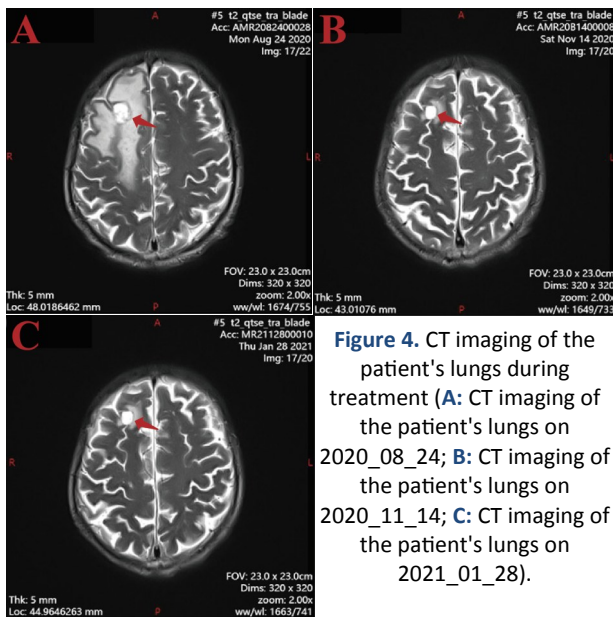 A
A
#5 t2_qtse_tra_blade
Acc: AMR2082400028
Mon Aug 24 2020
Img: 17/22
R
L
FOV: 23.0 x 23.0cm
Dims: 320 x 320
zoom: 2.00x
ww/wl: 1674/755
Thk: 5 mm
Loc: 48.0186462 mm
P
B
A
#5 t2_qtse_tra_blade
Acc: AMR20B1400008
Sat Nov 14 2020
Img: 17/20
R
L
FOV: 23.0 x 23.0cm
Dims: 320 x 320
zoom: 2.00x
ww/wl: 1649/733
Thk: 5 mm
Loc: 43.01076 mm
P
C
A
#5 t2_qtse_tra_blade
Acc: MR2112800010
Thu Jan 28 2021
Img: 17/20
R
L
FOV: 23.0 x 23.0cm
Dims: 320 x 320
zoom: 2.00x
ww/wl: 1663/741
Thk: 5 mm
Loc: 44.9646263 mm
P
Figure 4. CT imaging of the
patient's lungs during
treatment (A: CT imaging of
the patient's lungs on
2020_08_24; B: CT imaging of
the patient's lungs on
2020_11_14; C: CT imaging of
the patient's lungs on
2021_01_28).